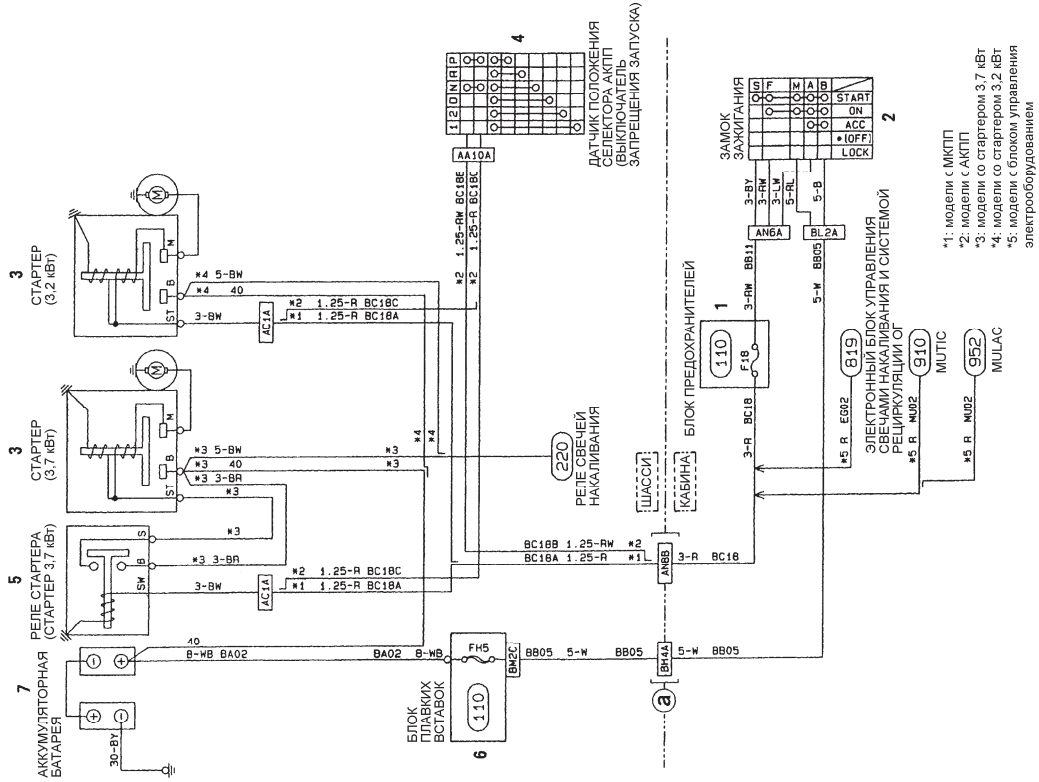 3
СТАРТЕР
(3,2 кВт)
M
ST
B
M
*4 5-BW
*4 40
3-BW
AC1A
*2 1.25-R BC18C
*1 1.25-R BC18A
3
СТАРТЕР
(3,7 кВт)
M
ST
B
M
*3 5-BW
*3 40
*3 3-BR
*3
*3
*3
*4
*4
5
РЕЛЕ СТАРТЕРА
(СТАРТЕР 3,7 кВт)
SW
B
S
*3
*3 3-BR
3-BW
AC1A
*2 1.25-R BC18C
*1 1.25-R BC18A
7
АККУМУЛЯТОРНАЯ
БАТАРЕЯ
30-BY
40
8-WB BA02
BA02 8-WB
4
ДАТЧИК ПОЛОЖЕНИЯ
СЕЛЕКТОРА АКПП
(ВЫКЛЮЧАТЕЛЬ
ЗАПРЕЩЕНИЯ ЗАПУСКА)
1 2 D N R P
AA10A
*2 1.25-RW BC18B
*2 1.25-R BC18C
220
РЕЛЕ СВЕЧЕЙ
НАКАЛИВАНИЯ
ШАССИ
КАБИНА
BC18B 1.25-RW *2
BC18A 1.25-R *1
AN8B
3-R BC18
6
БЛОК
ПЛАВКИХ
ВСТАВОК
FH5
110
BM2C
BB05 5-W BB05
BH4A
5-W BB05
a
1
БЛОК ПРЕДОХРАНИТЕЛЕЙ
110
F18
3-R BC18
3-RW BB11
2
ЗАМОК
ЗАЖИГАНИЯ
S F M A B
START
ON
ACC
•(OFF)
LOCK
3-BY
3-RW
3-LW
5-RL
5-B
AN6A
BL2A
5-W BB05
819
*5 R EG02
ЭЛЕКТРОННЫЙ БЛОК УПРАВЛЕНИЯ
СВЕЧАМИ НАКАЛИВАНИЯ И СИСТЕМОЙ
РЕЦИРКУЛЯЦИИ ОГ
910
*5 R MU02
MUTIC
952
*5 R MU02
MULAC
*1: модели с МКПП
*2: модели с АКПП
*3: модели со стартером 3,7 кВт
*4: модели со стартером 3,2 кВт
*5: модели с блоком управления
электрооборудованием